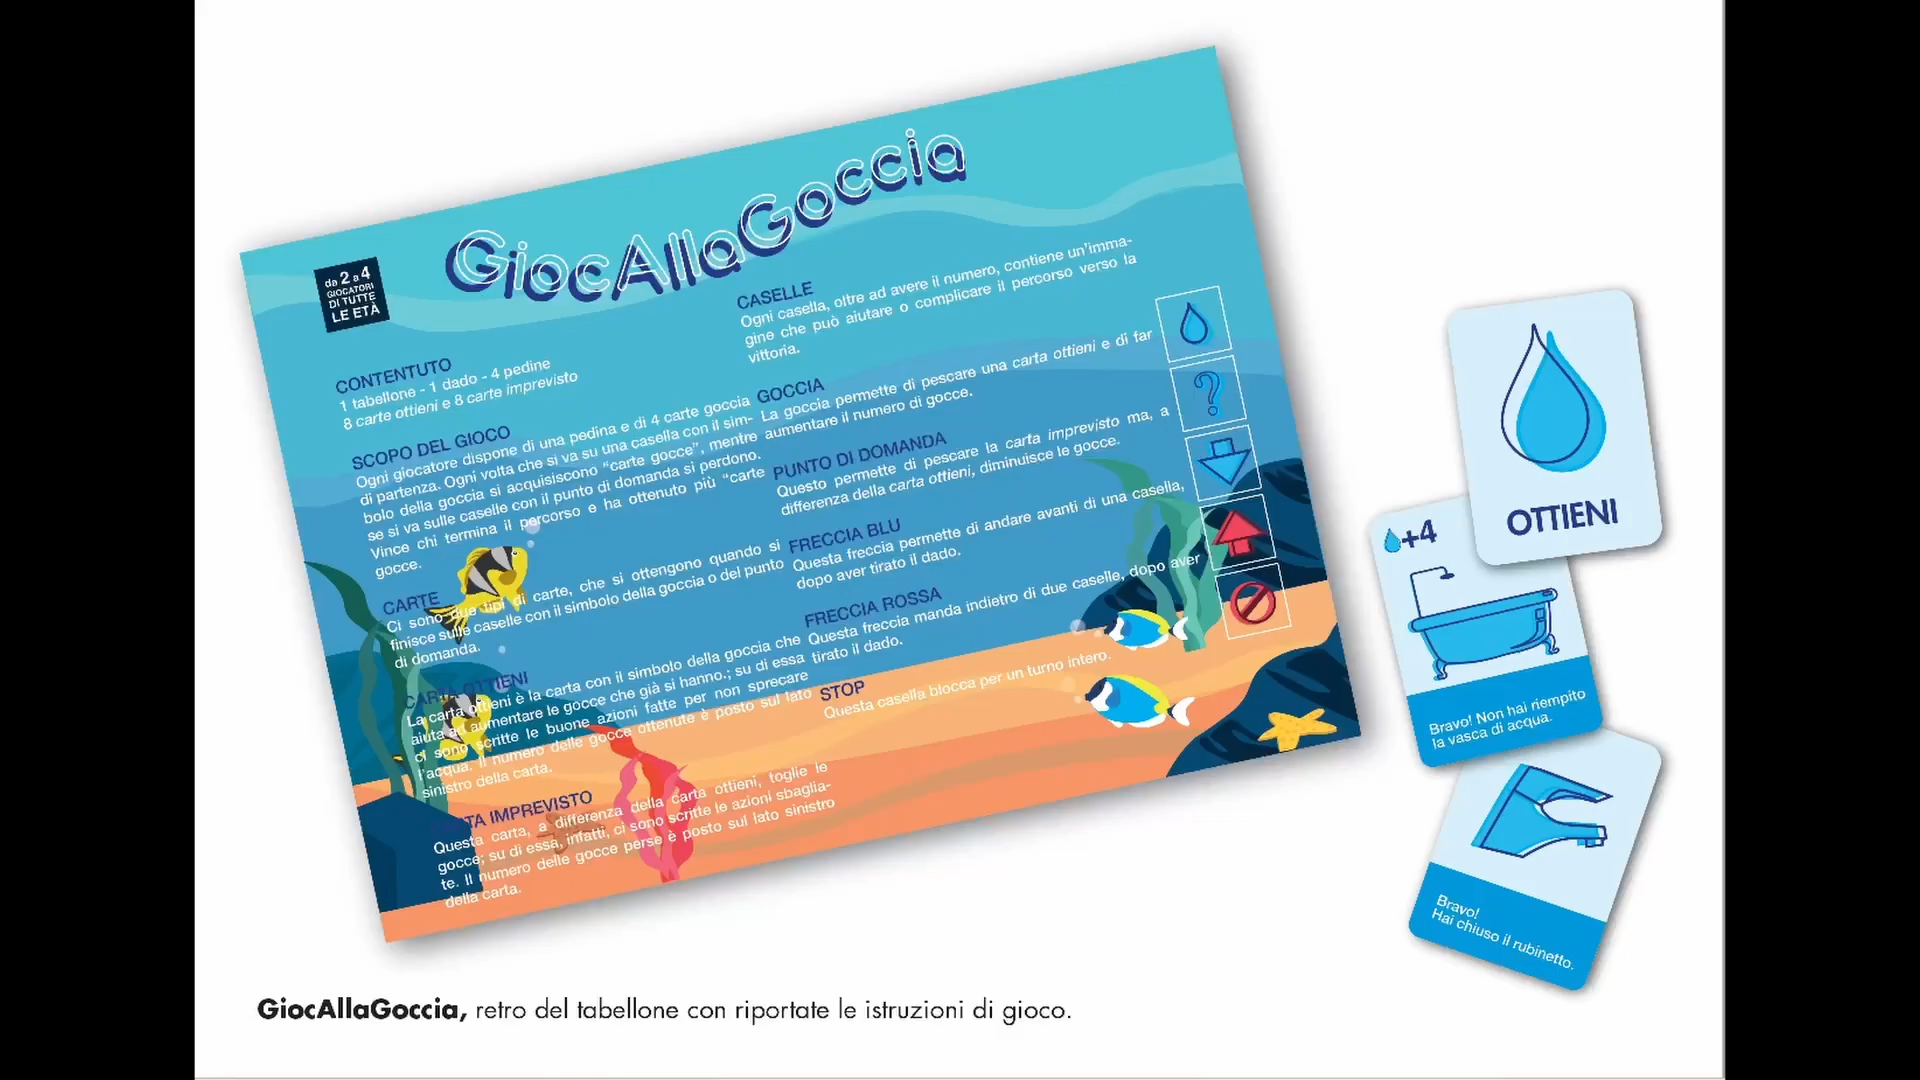 GiocAllaGoccia
da 2 a 4
GIOCATORI
DI TUTTE
LE ETÀ
CONTENTUTO
1 tabellone - 1 dado - 4 pedine
8 carte ottieni e 8 carte imprevisto
SCOPO DEL GIOCO
Ogni giocatore dispone di una pedina e di 4 carte goccia
di partenza. Ogni volta che si va su una casella con il sim-
bolo della goccia si acquisiscono “carte gocce”, mentre
se si va sulle caselle con il punto di domanda si perdono.
Vince chi termina il percorso e ha ottenuto più “carte
gocce.
CARTE
Ci sono due tipi di carte, che si ottengono quando si
finisce sulle caselle con il simbolo della goccia o del punto
di domanda.
CARTA OTTIENI
La carta ottieni è la carta con il simbolo della goccia che
aiuta ad aumentare le gocce che già si hanno.; su di essa
ci sono scritte le buone azioni fatte per non sprecare
l’acqua. Il numero delle gocce ottenute è posto sul lato
sinistro della carta.
CARTA IMPREVISTO
Questa carta, a differenza della carta ottieni, toglie le
gocce; su di essa, infatti, ci sono scritte le azioni sbaglia-
te. Il numero delle gocce perse è posto sul lato sinistro
della carta.
CASELLE
Ogni casella, oltre ad avere il numero, contiene un’imma-
gine che può aiutare o complicare il percorso verso la
vittoria.
GOCCIA
La goccia permette di pescare una carta ottieni e di far
aumentare il numero di gocce.
PUNTO DI DOMANDA
Questo permette di pescare la carta imprevisto ma, a
differenza della carta ottieni, diminuisce le gocce.
FRECCIA BLU
Questa freccia permette di andare avanti di una casella,
dopo aver tirato il dado.
FRECCIA ROSSA
Questa freccia manda indietro di due caselle, dopo aver
tirato il dado.
STOP
Questa casella blocca per un turno intero.
?
OTTIENI
+4
Bravo! Non hai riempito
la vasca di acqua.
Bravo!
Hai chiuso il rubinetto.
GiocAllaGoccia, retro del tabellone con riportate le istruzioni di gioco.